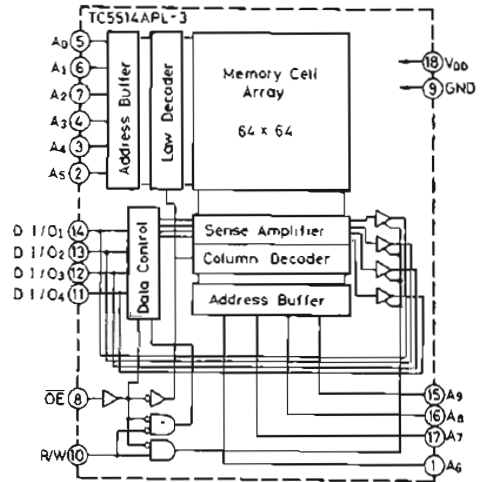 TC5514APL-3
A0 5
A1 6
A2 7
A3 4
A4 3
A5 2
Address Buffer
Law Decoder
Memory Cell
Array
64 × 64
18 VDD
9 GND
D I/O1 14
D I/O2 13
D I/O3 12
D I/O4 11
Data Control
Sense Amplifier
Column Decoder
Address Buffer
OE 8
R/W 10
15 A9
16 A8
17 A7
1 A6